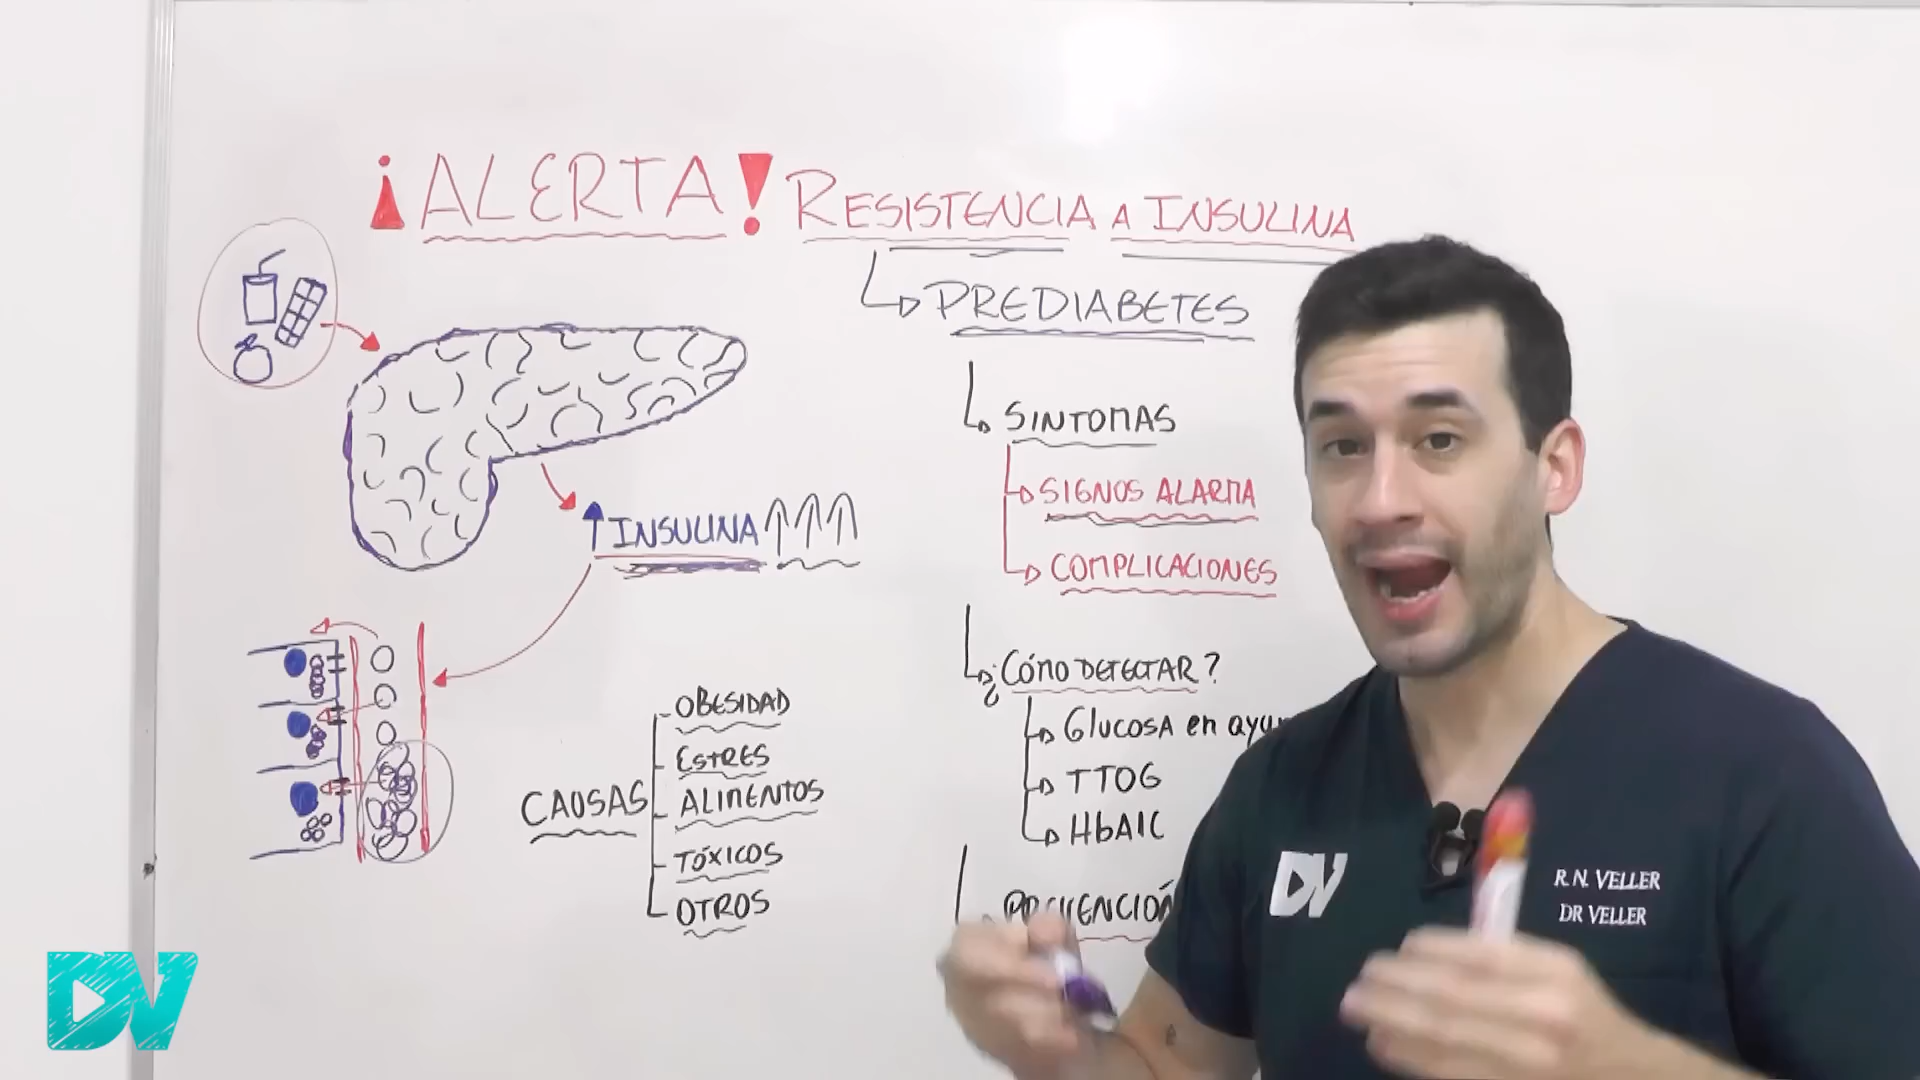 ¡ALERTA! RESISTENCIA A INSULINA
PREDIABETES
SINTOMAS
SIGNOS ALARMA
COMPLICACIONES
↑INSULINA↑↑↑
¿CÓMO DETECTAR?
Glucosa en
TTOG
HbA1C
PREVENCIÓN
CAUSAS
OBESIDAD
ESTRES
ALIMENTOS
TÓXICOS
OTROS
DV
R.N. VELLER
DR VELLER
DV